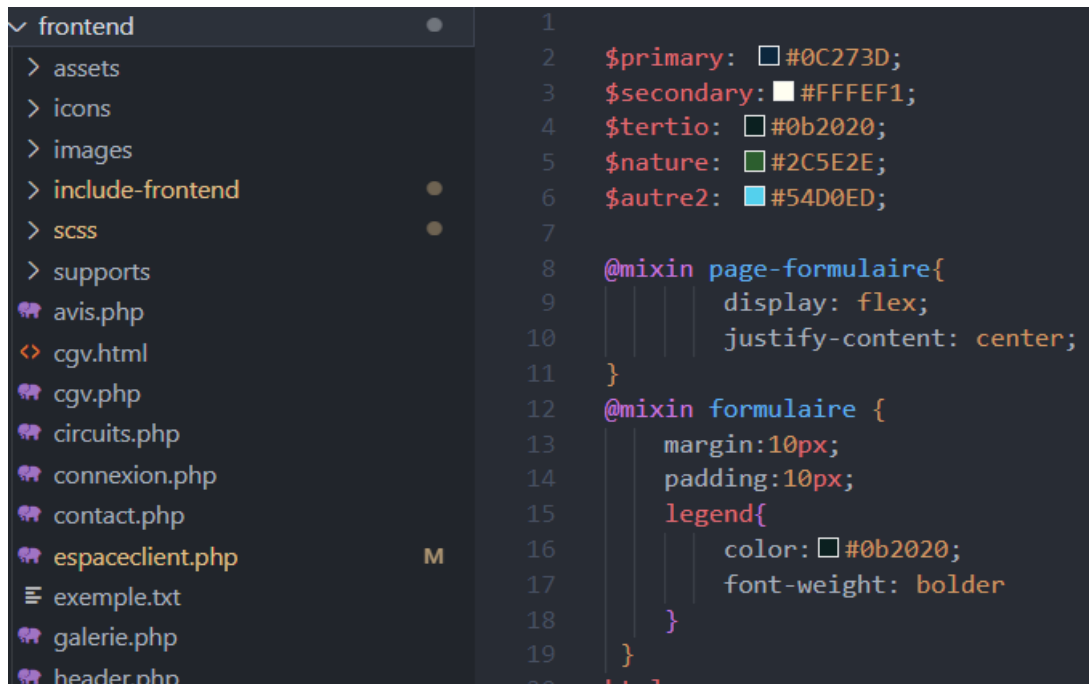 frontend
assets
icons
images
include-frontend
scss
supports
avis.php
cgv.html
cgv.php
circuits.php
connexion.php
contact.php
espaceclient.php M
exemple.txt
galerie.php
header.php
1
2 $primary: #0C273D;
3 $secondary: #FFFEF1;
4 $tertio: #0b2020;
5 $nature: #2C5E2E;
6 $autre2: #54D0ED;
7
8 @mixin page-formulaire{
9 display: flex;
10 justify-content: center;
11 }
12 @mixin formulaire {
13 margin:10px;
14 padding:10px;
15 legend{
16 color: #0b2020;
17 font-weight: bolder
18 }
19 }